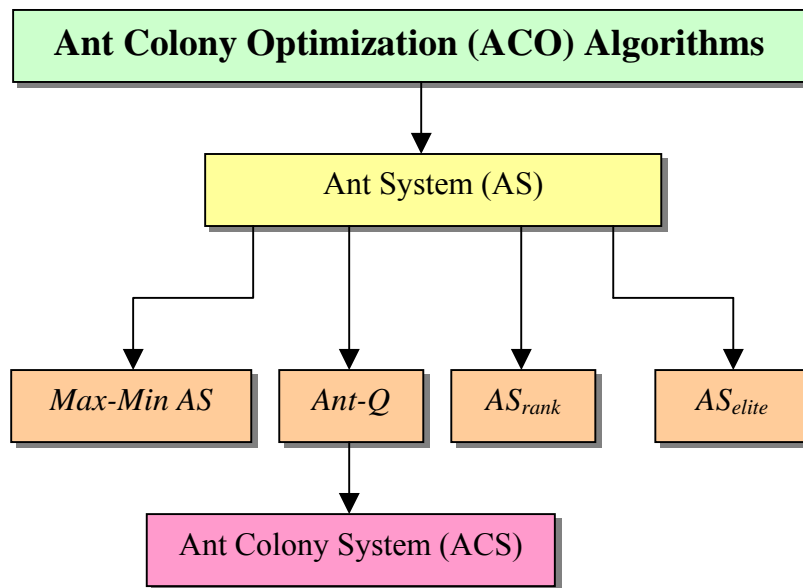 Ant Colony Optimization (ACO) Algorithms
Ant System (AS)
Max-Min AS
Ant-Q
ASrank
ASelite
Ant Colony System (ACS)